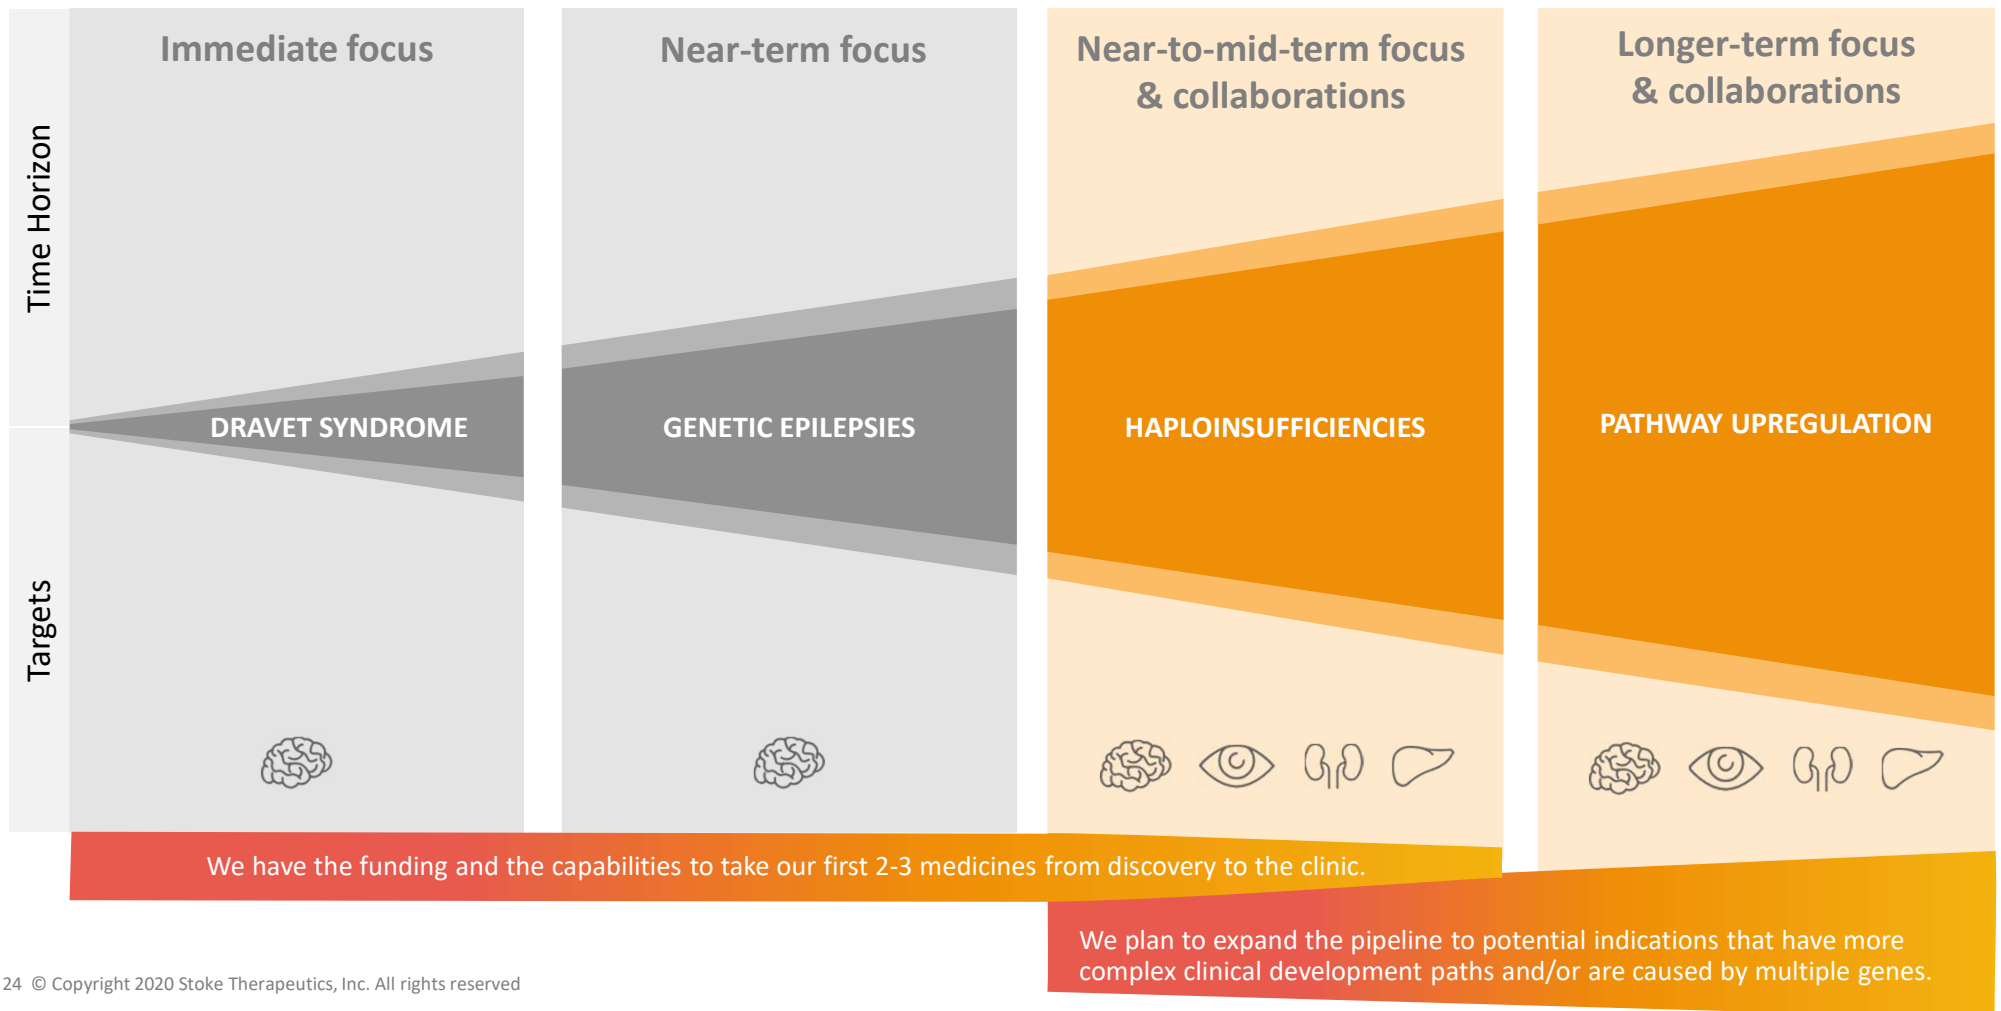 Time Horizon
Targets
Immediate focus
DRAVET SYNDROME
Near-term focus
GENETIC EPILEPSIES
Near-to-mid-term focus
& collaborations
HAPLOINSUFFICIENCIES
Longer-term focus
& collaborations
PATHWAY UPREGULATION
We have the funding and the capabilities to take our first 2-3 medicines from discovery to the clinic.
We plan to expand the pipeline to potential indications that have more
complex clinical development paths and/or are caused by multiple genes.
24 © Copyright 2020 Stoke Therapeutics, Inc. All rights reserved